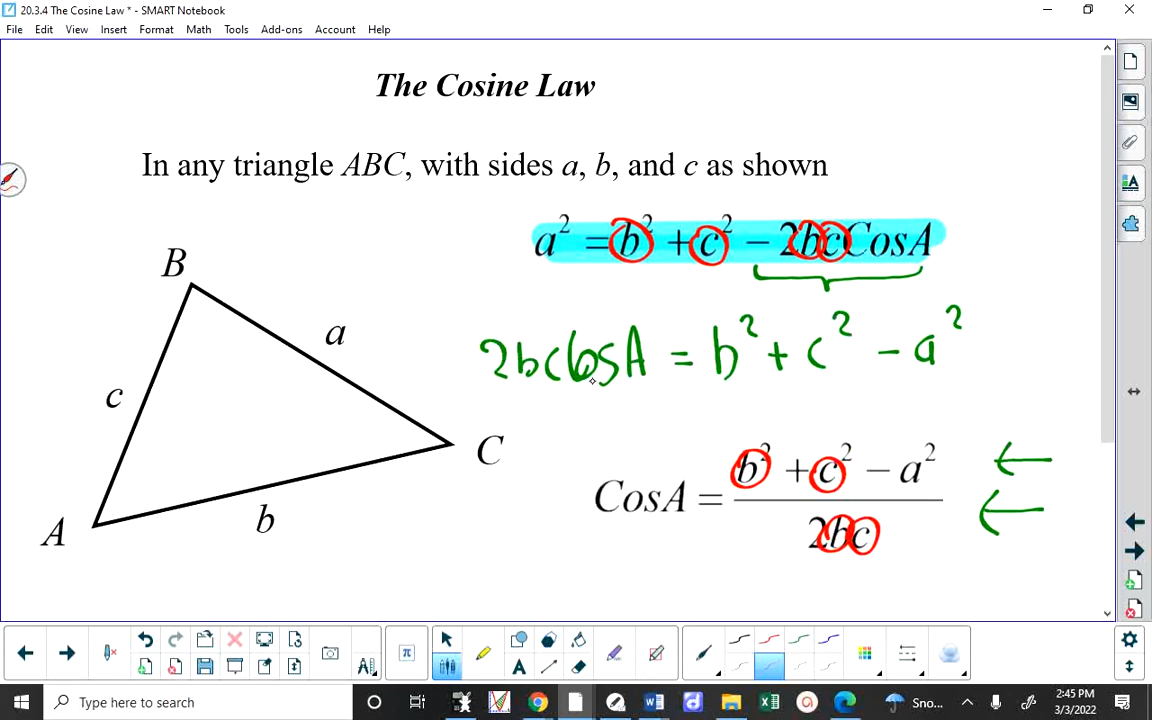 20.3.4 The Cosine Law * - SMART Notebook
File Edit View Insert Format Math Tools Add-ons Account Help
The Cosine Law
In any triangle ABC, with sides a, b, and c as shown
a² = b² + c² − 2bcCosA
2bc CosA = b² + c² − a²
CosA = (b² + c² − a²) / 2bc
B
a
c
C
b
A
π
A
Type here to search
Sno...
2:45 PM
3/3/2022